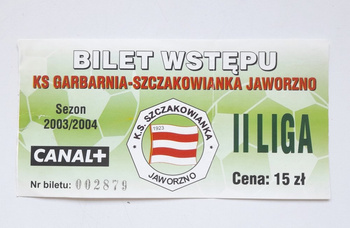 BILET WSTĘPU
KS GARBARNIA-SZCZAKOWIANKA JAWORZNO
Sezon
2003/2004
CANAL+
Nr biletu: 002879
K.S. SZCZAKOWIANKA
1923
JAWORZNO
II LIGA
Cena: 15 zł